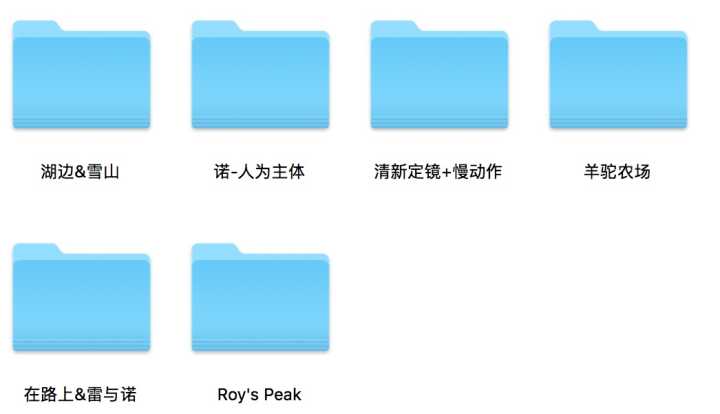 湖边&雪山
诺-人为主体
清新定镜+慢动作
羊驼农场
在路上&雷与诺
Roy's Peak